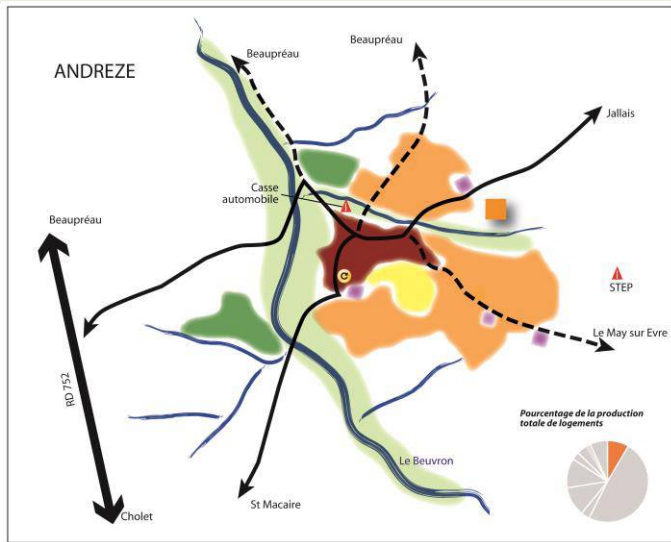 ANDREZE
Beaupréau
Beaupréau
Jallais
Casse
automobile
Beaupréau
STEP
Le May sur Evre
RD 752
Pourcentage de la production
totale de logements
Le Beuvron
St Macaire
Cholet